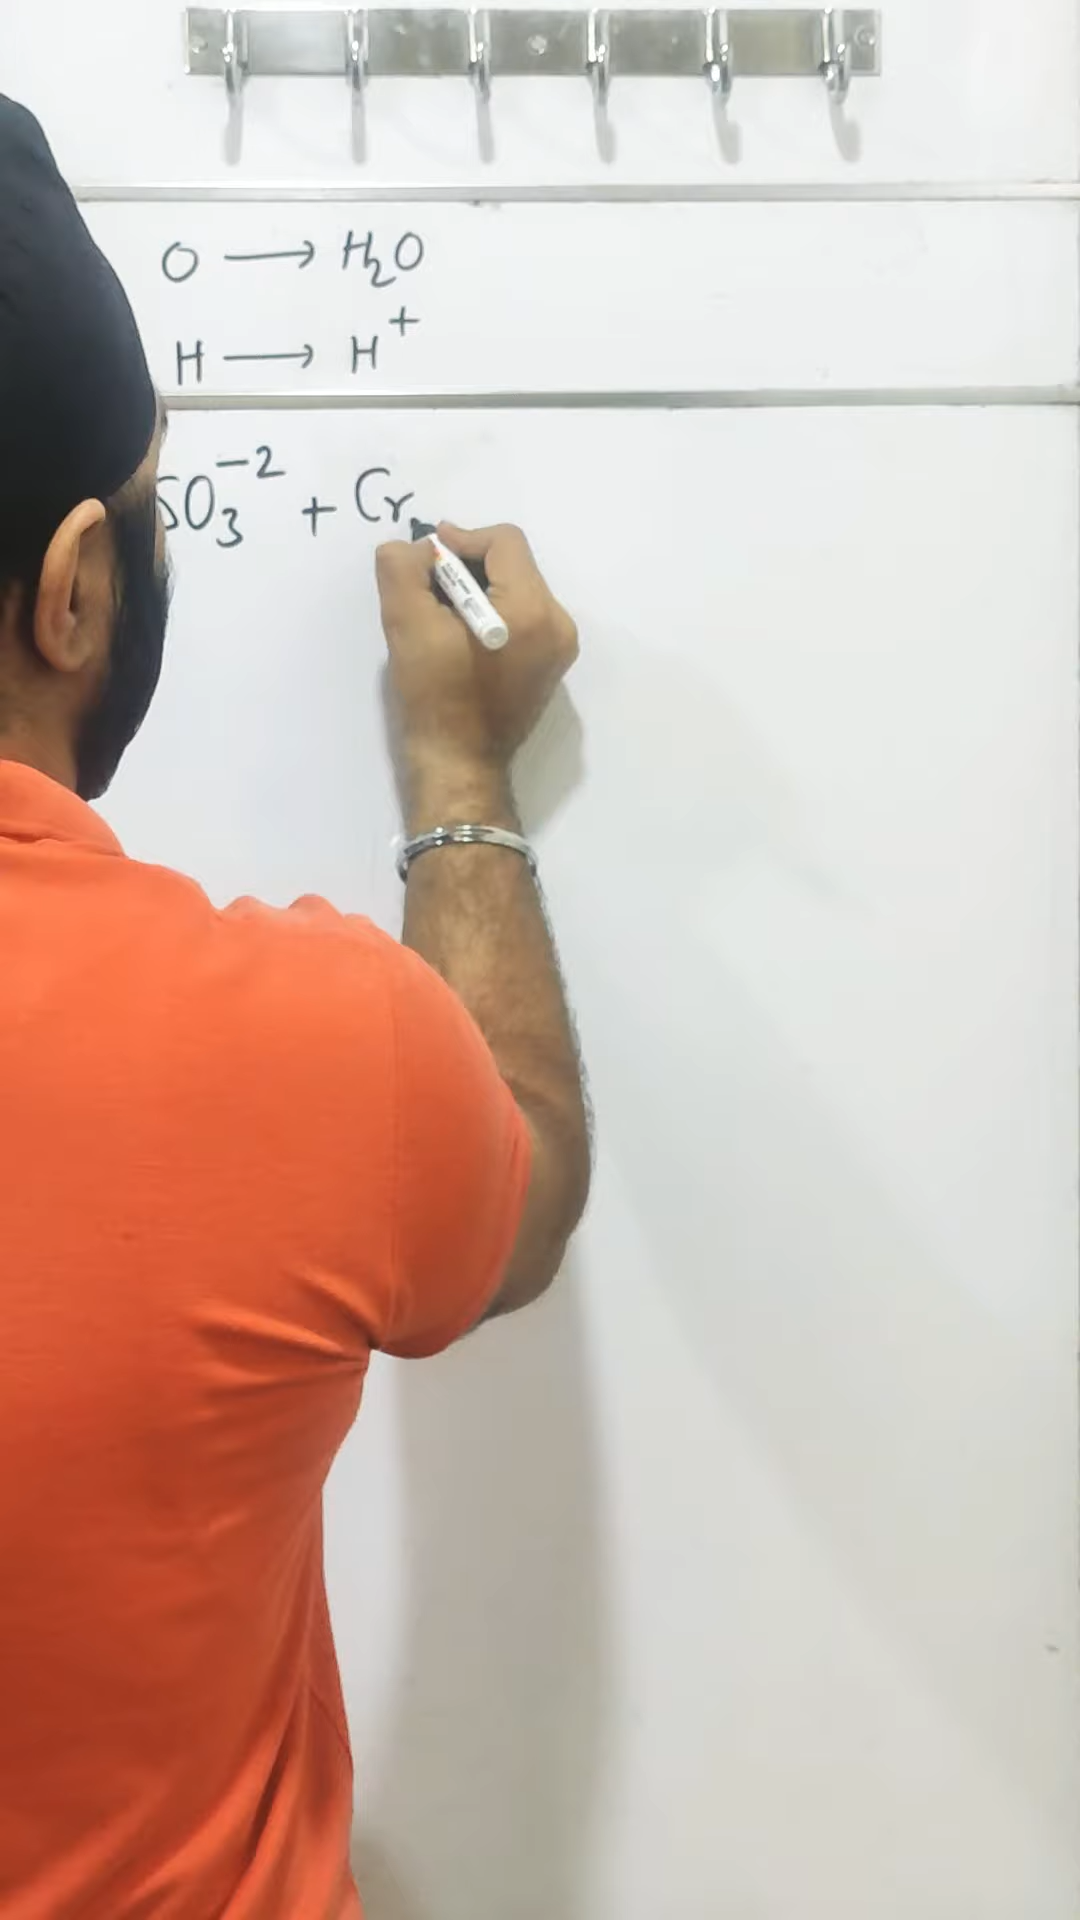 O → H₂O
H → H⁺
SO₃⁻² + Cr